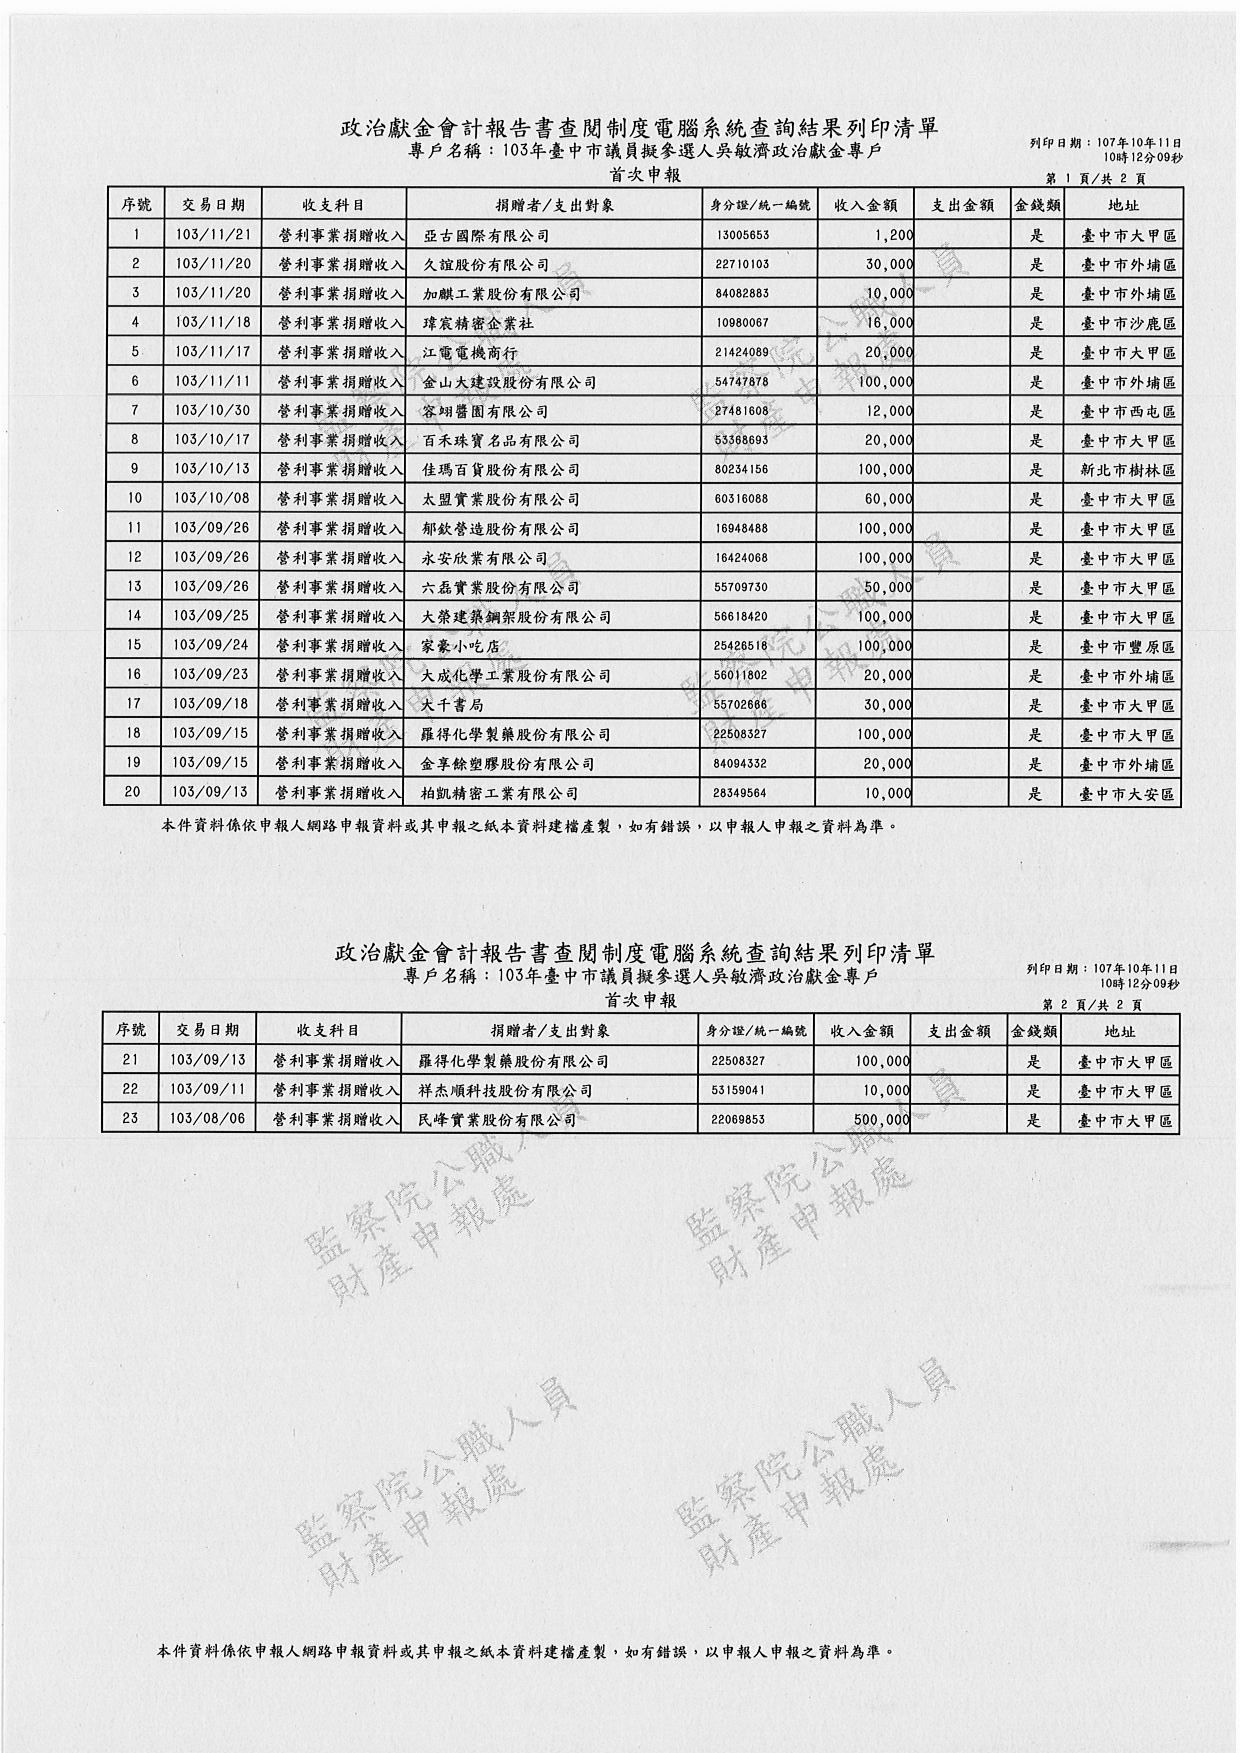 政治獻金會計報告書查閱制度電腦系統查詢結果列印清單
專戶名稱：103年臺中市議員擬參選人吳敏濟政治獻金專戶
列印日期：107年10年11日
10時12分09秒
首次申報
第 1 頁/共 2 頁
序號 交易日期 收支科目 捐贈者/支出對象 身分證/統一編號 收入金額 支出金額 金錢類 地址
1 103/11/21 營利事業捐贈收入 亞古國際有限公司 13005653 1,200 是 臺中市大甲區
2 103/11/20 營利事業捐贈收入 久誼股份有限公司 22710103 30,000 是 臺中市外埔區
3 103/11/20 營利事業捐贈收入 加麒工業股份有限公司 84082883 10,000 是 臺中市外埔區
4 103/11/18 營利事業捐贈收入 瑋宸精密企業社 10980067 16,000 是 臺中市沙鹿區
5 103/11/17 營利事業捐贈收入 江電電機商行 21424089 20,000 是 臺中市大甲區
6 103/11/11 營利事業捐贈收入 金山大建設股份有限公司 54747878 100,000 是 臺中市外埔區
7 103/10/30 營利事業捐贈收入 容翊醬園有限公司 27481608 12,000 是 臺中市西屯區
8 103/10/17 營利事業捐贈收入 百禾珠寶名品有限公司 53368693 20,000 是 臺中市大甲區
9 103/10/13 營利事業捐贈收入 佳瑪百貨股份有限公司 80234156 100,000 是 新北市樹林區
10 103/10/08 營利事業捐贈收入 太盟實業股份有限公司 60316088 60,000 是 臺中市大甲區
11 103/09/26 營利事業捐贈收入 郁欽營造股份有限公司 16948488 100,000 是 臺中市大甲區
12 103/09/26 營利事業捐贈收入 永安欣業有限公司 16424068 100,000 是 臺中市大甲區
13 103/09/26 營利事業捐贈收入 六磊實業股份有限公司 55709730 50,000 是 臺中市大甲區
14 103/09/25 營利事業捐贈收入 大榮建築鋼架股份有限公司 56618420 100,000 是 臺中市大甲區
15 103/09/24 營利事業捐贈收入 家豪小吃店 25426518 100,000 是 臺中市豐原區
16 103/09/23 營利事業捐贈收入 大成化學工業股份有限公司 56011802 20,000 是 臺中市外埔區
17 103/09/18 營利事業捐贈收入 大千書局 55702666 30,000 是 臺中市大甲區
18 103/09/15 營利事業捐贈收入 羅得化學製藥股份有限公司 22508327 100,000 是 臺中市大甲區
19 103/09/15 營利事業捐贈收入 金享餘塑膠股份有限公司 84094332 20,000 是 臺中市外埔區
20 103/09/13 營利事業捐贈收入 柏凱精密工業有限公司 28349564 10,000 是 臺中市大安區
監察院公職人員
財產申報處
監察院公職人員
財產申報處
監察院公職人員
財產申報處
監察院公職人員
財產申報處
本件資料係依申報人網路申報資料或其申報之紙本資料建檔產製，如有錯誤，以申報人申報之資料為準。
政治獻金會計報告書查閱制度電腦系統查詢結果列印清單
專戶名稱：103年臺中市議員擬參選人吳敏濟政治獻金專戶
列印日期：107年10年11日
10時12分09秒
首次申報
第 2 頁/共 2 頁
序號 交易日期 收支科目 捐贈者/支出對象 身分證/統一編號 收入金額 支出金額 金錢類 地址
21 103/09/13 營利事業捐贈收入 羅得化學製藥股份有限公司 22508327 100,000 是 臺中市大甲區
22 103/09/11 營利事業捐贈收入 祥杰順科技股份有限公司 53159041 10,000 是 臺中市大甲區
23 103/08/06 營利事業捐贈收入 民峰實業股份有限公司 22069853 500,000 是 臺中市大甲區
監察院公職人員
財產申報處
監察院公職人員
財產申報處
監察院公職人員
財產申報處
監察院公職人員
財產申報處
本件資料係依申報人網路申報資料或其申報之紙本資料建檔產製，如有錯誤，以申報人申報之資料為準。